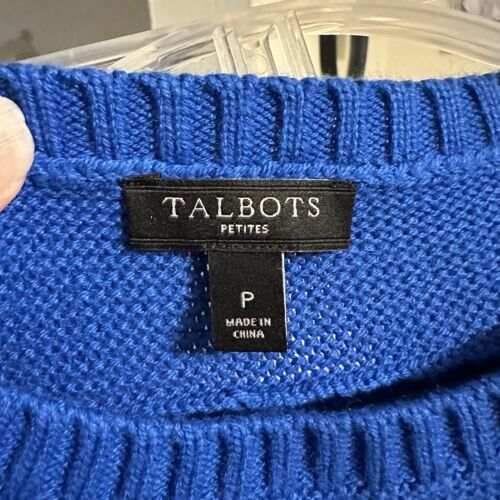 TALBOTS
PETITES
P
MADE IN
CHINA